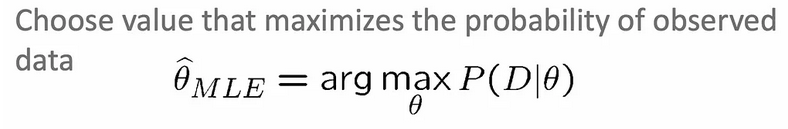 Choose value that maximizes the probability of observed
data
θ̂_MLE = arg max_θ P(D|θ)